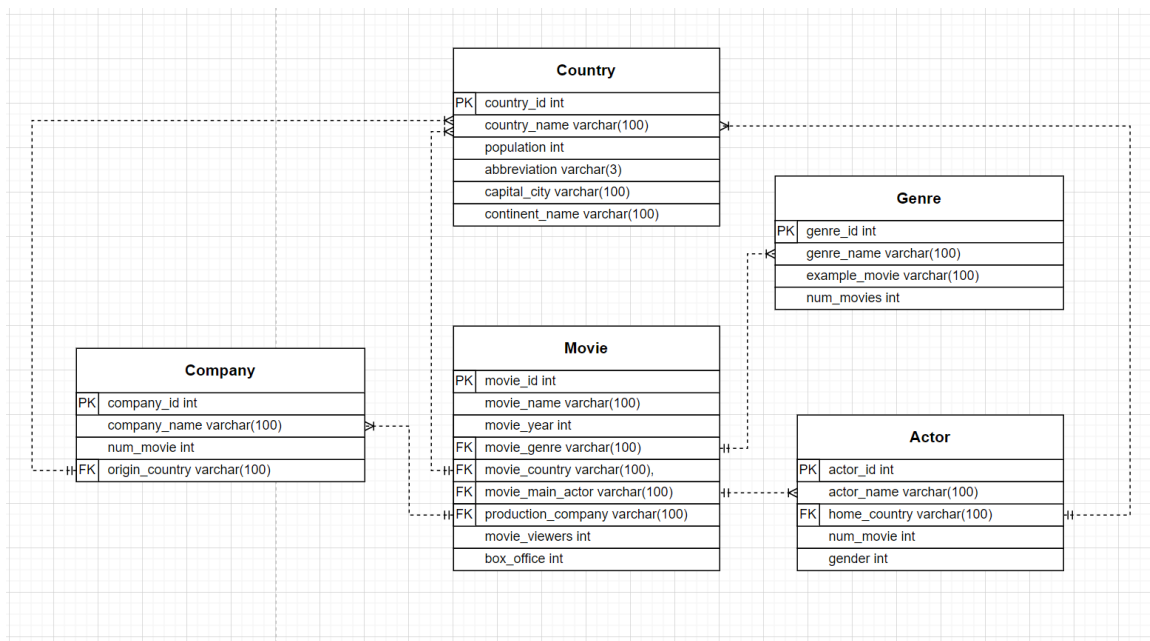 Country
PK country_id int
country_name varchar(100)
population int
abbreviation varchar(3)
capital_city varchar(100)
continent_name varchar(100)
Genre
PK genre_id int
genre_name varchar(100)
example_movie varchar(100)
num_movies int
Company
PK company_id int
company_name varchar(100)
num_movie int
FK origin_country varchar(100)
Movie
PK movie_id int
movie_name varchar(100)
movie_year int
FK movie_genre varchar(100)
FK movie_country varchar(100),
FK movie_main_actor varchar(100)
FK production_company varchar(100)
movie_viewers int
box_office int
Actor
PK actor_id int
actor_name varchar(100)
FK home_country varchar(100)
num_movie int
gender int